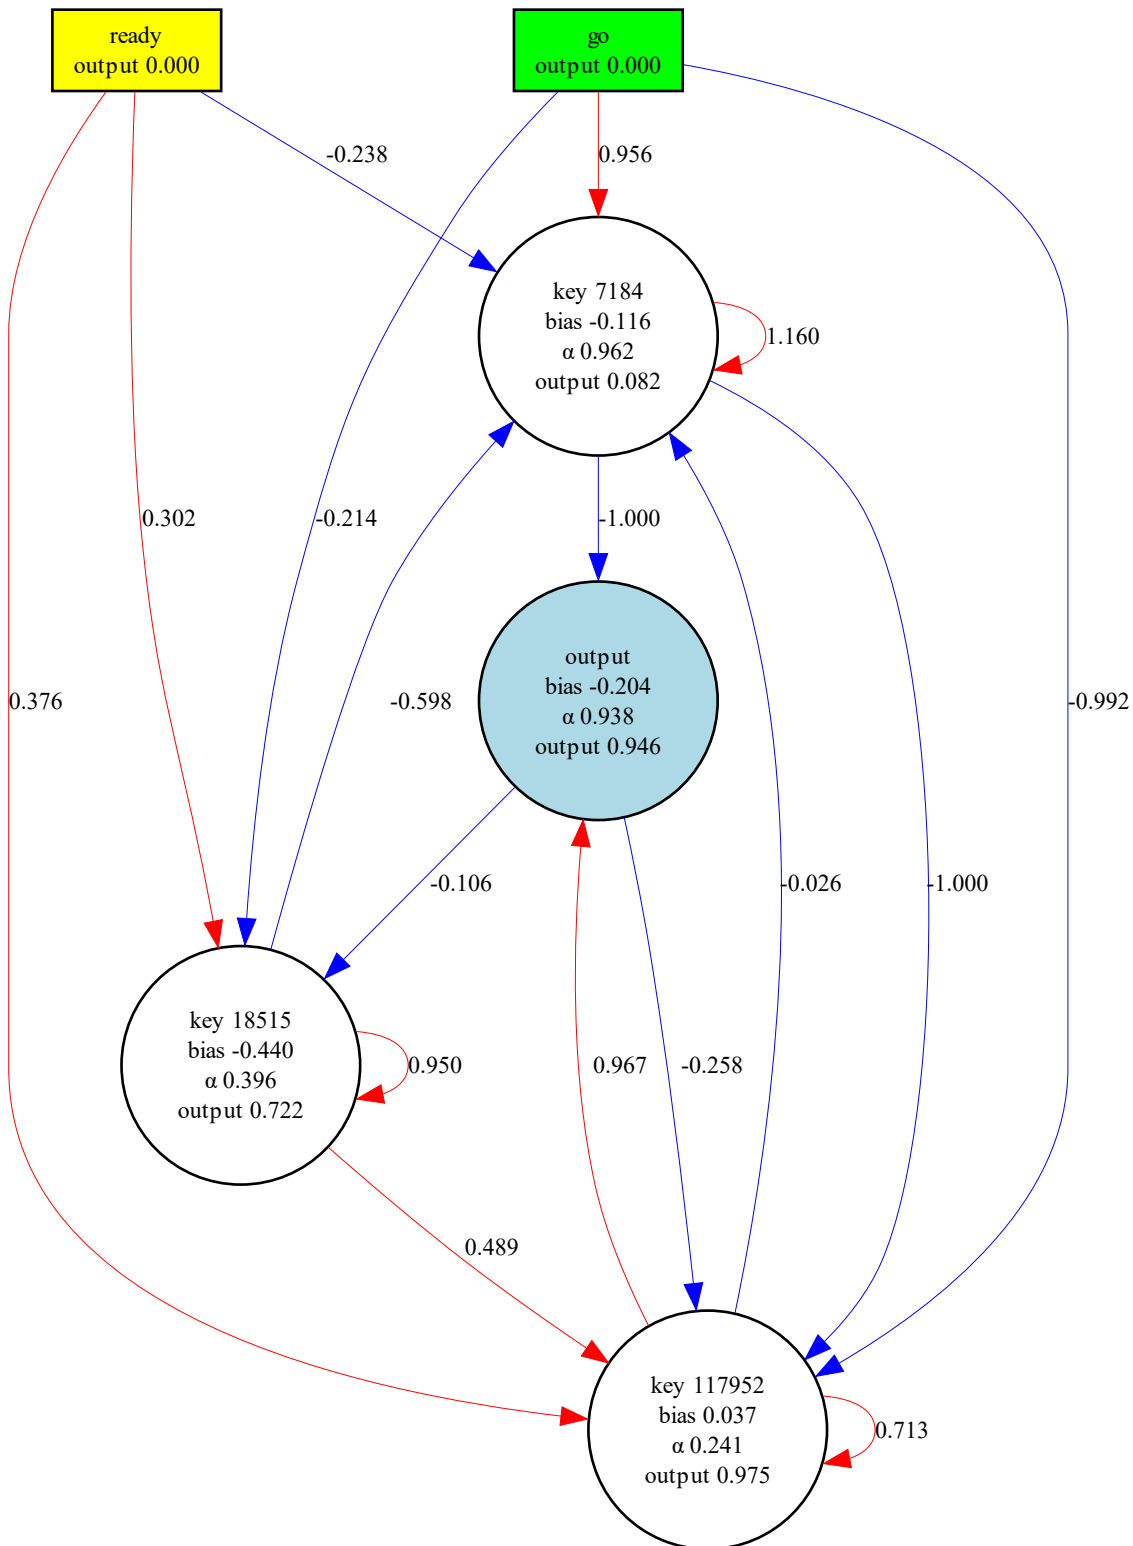 ready
output 0.000
go
output 0.000
-0.238
0.956
key 7184
bias -0.116
α 0.962
output 0.082
1.160
0.302
-0.214
-1.000
0.376
-0.598
output
bias -0.204
α 0.938
output 0.946
-0.992
-0.106
-0.026
-1.000
key 18515
bias -0.440
α 0.396
output 0.722
0.950
0.967
-0.258
0.489
key 117952
bias 0.037
α 0.241
output 0.975
0.713